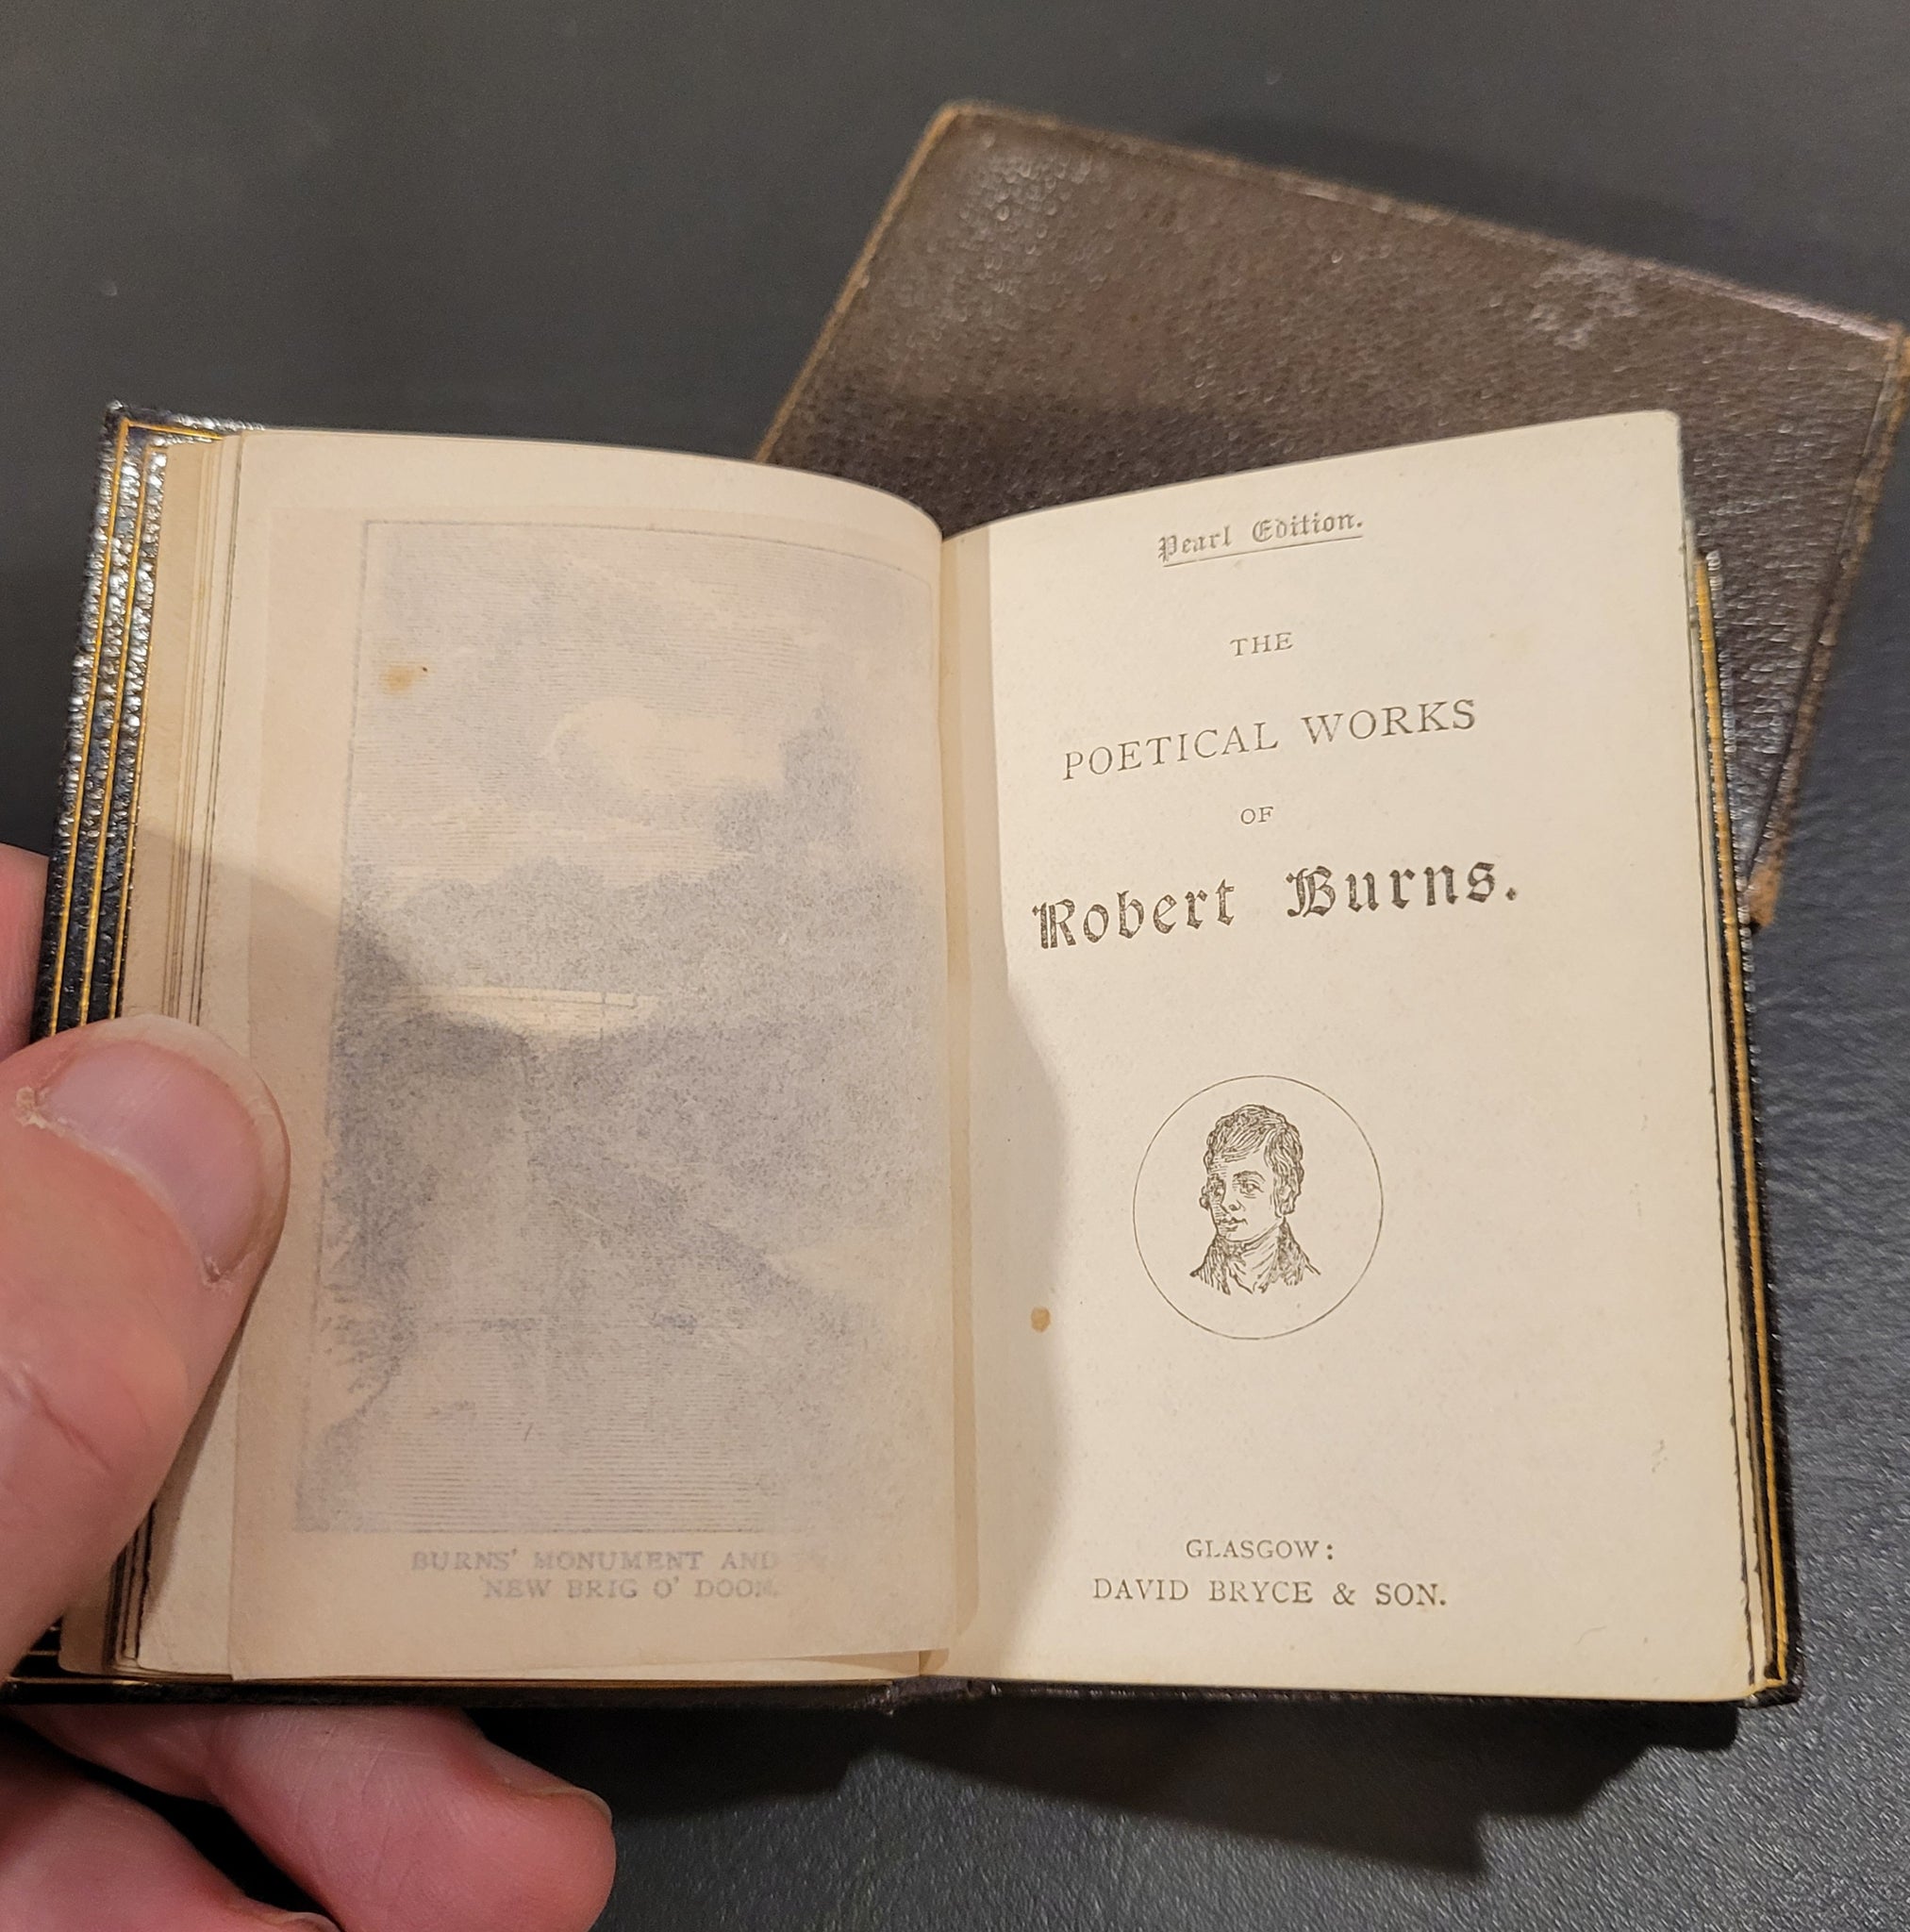 BURNS' MONUMENT AND
NEW BRIG O' DOON.
Pearl Edition.
THE
POETICAL WORKS
OF
Robert Burns.
GLASGOW:
DAVID BRYCE & SON.